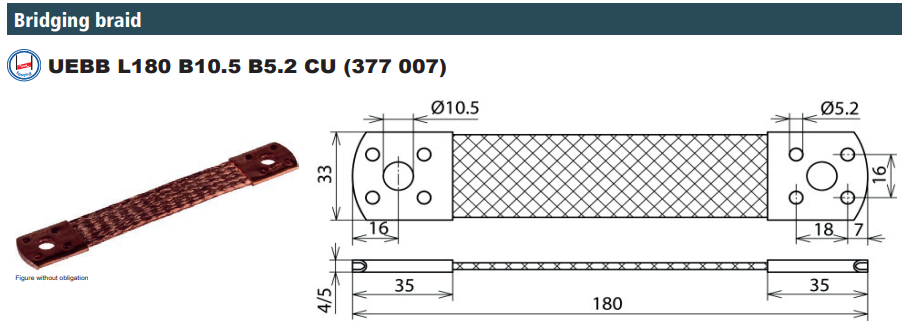 Bridging braid
UEBB L180 B10.5 B5.2 CU (377 007)
Ø10.5
Ø5.2
33
16
16
18
7
Figure without obligation
4/5
35
35
180